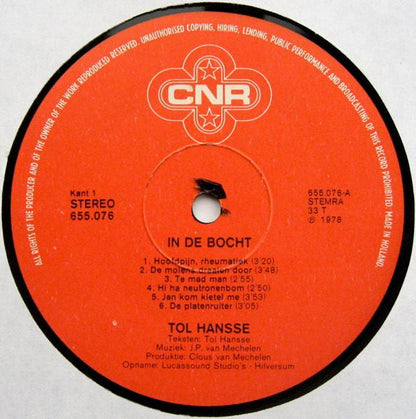 ALL RIGHTS OF THE PRODUCER AND OF THE OWNER OF THE WORK REPRODUCED RESERVED. UNAUTHORISED COPYING, HIRING, LENDING, PUBLIC PERFORMANCE AND BROADCASTING OF THIS RECORD PROHIBITED. MADE IN HOLLAND.
CNR
Kant 1
STEREO
655.076
655.076-A
STEMRA
33 T
℗ 1978
IN DE BOCHT
1. Hoofdpijn, rheumatisk (3'20)
2. De molens draaien door (3'48)
3. Te mad man (2'55)
4. Hi ha neutronenbom (2'50)
5. Jan kom kietel me (3'53)
6. De platenruiter (3'05)
TOL HANSSE
Teksten: Tol Hansse
Muziek: J.P. van Mechelen
Produktie: Clous van Mechelen
Opname: Lucassound Studio's - Hilversum